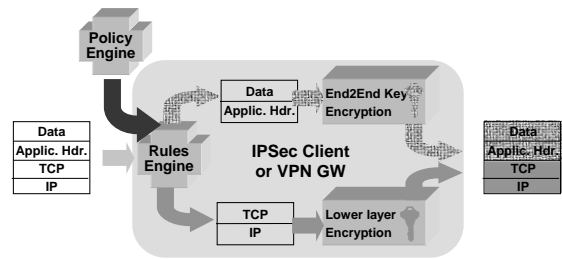 Policy
Engine
Data
Applic. Hdr.
TCP
IP
Rules
Engine
Data
Applic. Hdr.
End2End Key
Encryption
IPSec Client
or VPN GW
TCP
IP
Lower layer
Encryption
Data
Applic. Hdr.
TCP
IP